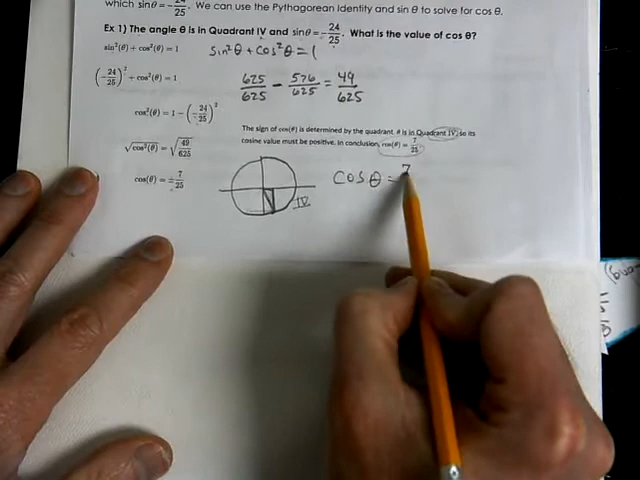 which sinθ = -24/25. We can use the Pythagorean Identity and sin θ to solve for cos θ.
Ex 1) The angle θ is in Quadrant IV and sinθ = -24/25. What is the value of cos θ?
sin²(θ) + cos²(θ) = 1
sin²θ + cos²θ = 1
(-24/25)² + cos²(θ) = 1
625/625 - 576/625 = 49/625
cos²(θ) = 1 - (-24/25)²
The sign of cos(θ) is determined by the quadrant. θ is in Quadrant IV, so its
cosine value must be positive. In conclusion, cos(θ) = 7/25.
√cos²(θ) = √49/625
cos(θ) = ±7/25
IV
cos θ = 7